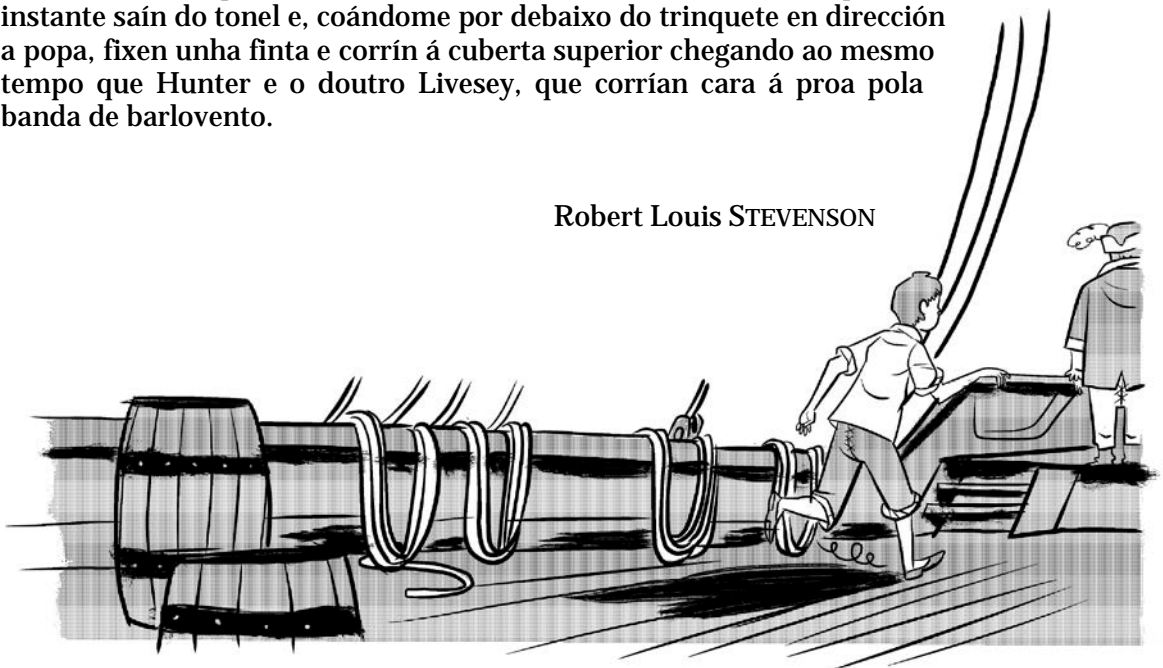 instante saín do tonel e, coándome por debaixo do trinquete en dirección
a popa, fixen unha finta e corrín á cuberta superior chegando ao mesmo
tempo que Hunter e o doutro Livesey, que corrían cara á proa pola
banda de barlovento.
Robert Louis STEVENSON